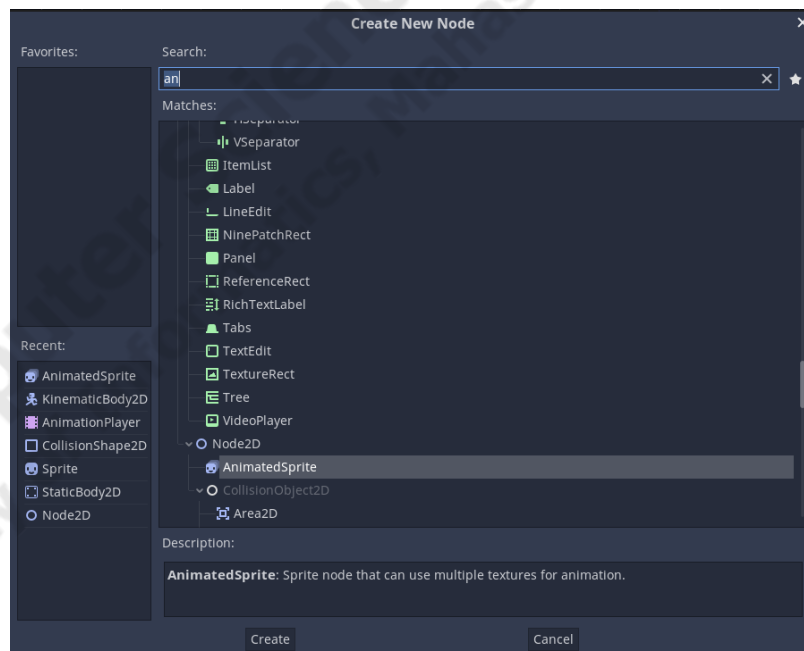 Create New Node
Favorites:
Search:
an
Matches:
HSeparator
VSeparator
ItemList
Label
LineEdit
NinePatchRect
Panel
ReferenceRect
RichTextLabel
Tabs
TextEdit
TextureRect
Tree
VideoPlayer
Node2D
AnimatedSprite
CollisionObject2D
Area2D
Recent:
AnimatedSprite
KinematicBody2D
AnimationPlayer
CollisionShape2D
Sprite
StaticBody2D
Node2D
Description:
AnimatedSprite: Sprite node that can use multiple textures for animation.
Create
Cancel